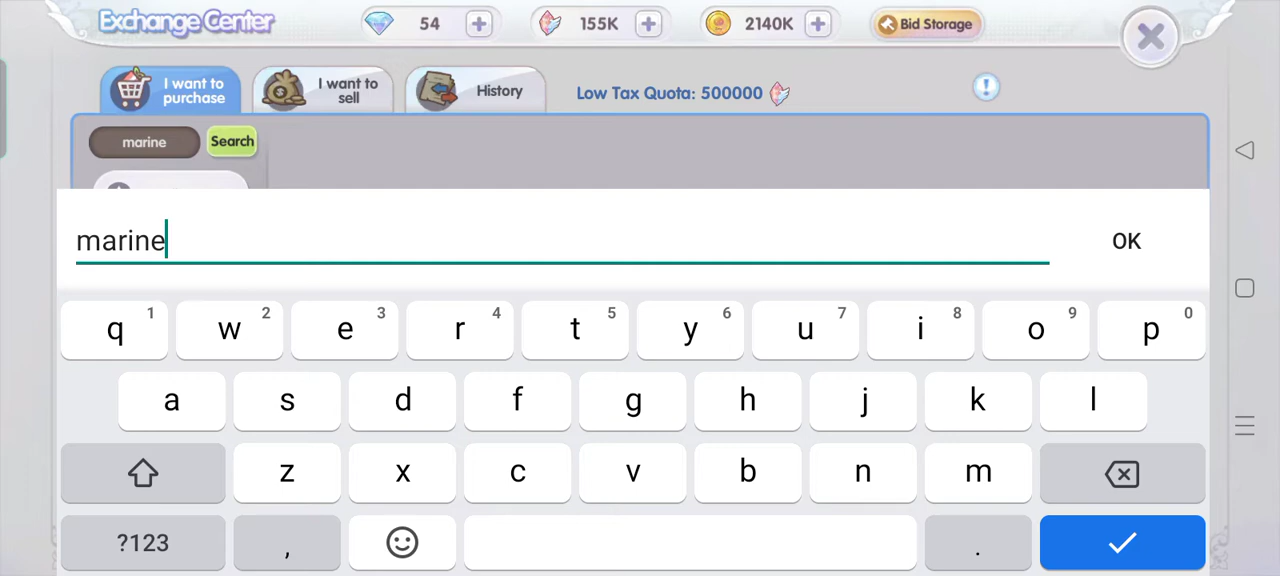 Exchange Center 54 + 155K + 2140K + Bid Storage
I want to purchase
I want to sell
History
Low Tax Quota: 500000
!
marine Search
marine OK
q 1 w 2 e 3 r 4 t 5 y 6 u 7 i 8 o 9 p 0
a s d f g h j k l
z x c v b n m
?123 , .